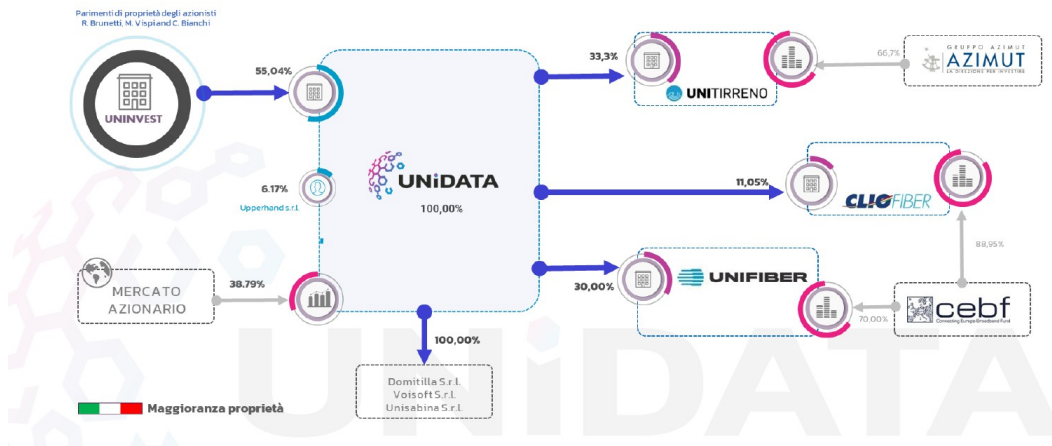 Parimenti di proprietà degli azionisti
R. Brunetti, M. Vispi and C. Bianchi
UNINVEST
55,04%
6.17%
Upperhand s.r.l.
MERCATO
AZIONARIO
38.79%
UNiDATA
100,00%
100,00%
Domitilla S.r.l.
Voisoft S.r.l.
Unisabina S.r.l.
33,3%
UNITIRRENO
66,7%
GRUPPO AZIMUT
AZIMUT
LA DIREZIONE PER INVESTIRE
11,05%
CLIOFIBER
88,95%
30,00%
UNIFIBER
70,00%
cebf
Connecting Europe Broadband Fund
Maggioranza proprietà
UNiDATA